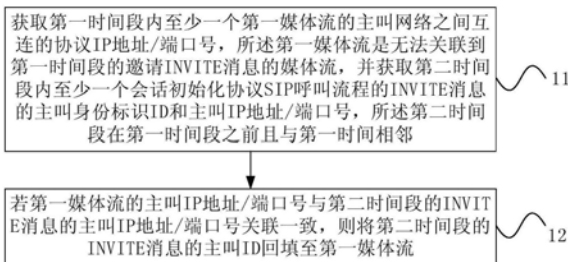 获取第一时间段内至少一个第一媒体流的主叫网络之间互
连的协议IP地址/端口号，所述第一媒体流是无法关联到
第一时间段的邀请INVITE消息的媒体流，并获取第二时间
段内至少一个会话初始化协议SIP呼叫流程的INVITE消息
的主叫身份标识ID和主叫IP地址/端口号，所述第二时间
段在第一时间段之前且与第一时间相邻
11
若第一媒体流的主叫IP地址/端口号与第二时间段的INVIT
E消息的主叫IP地址/端口号关联一致，则将第二时间段的
INVITE消息的主叫ID回填至第一媒体流
12